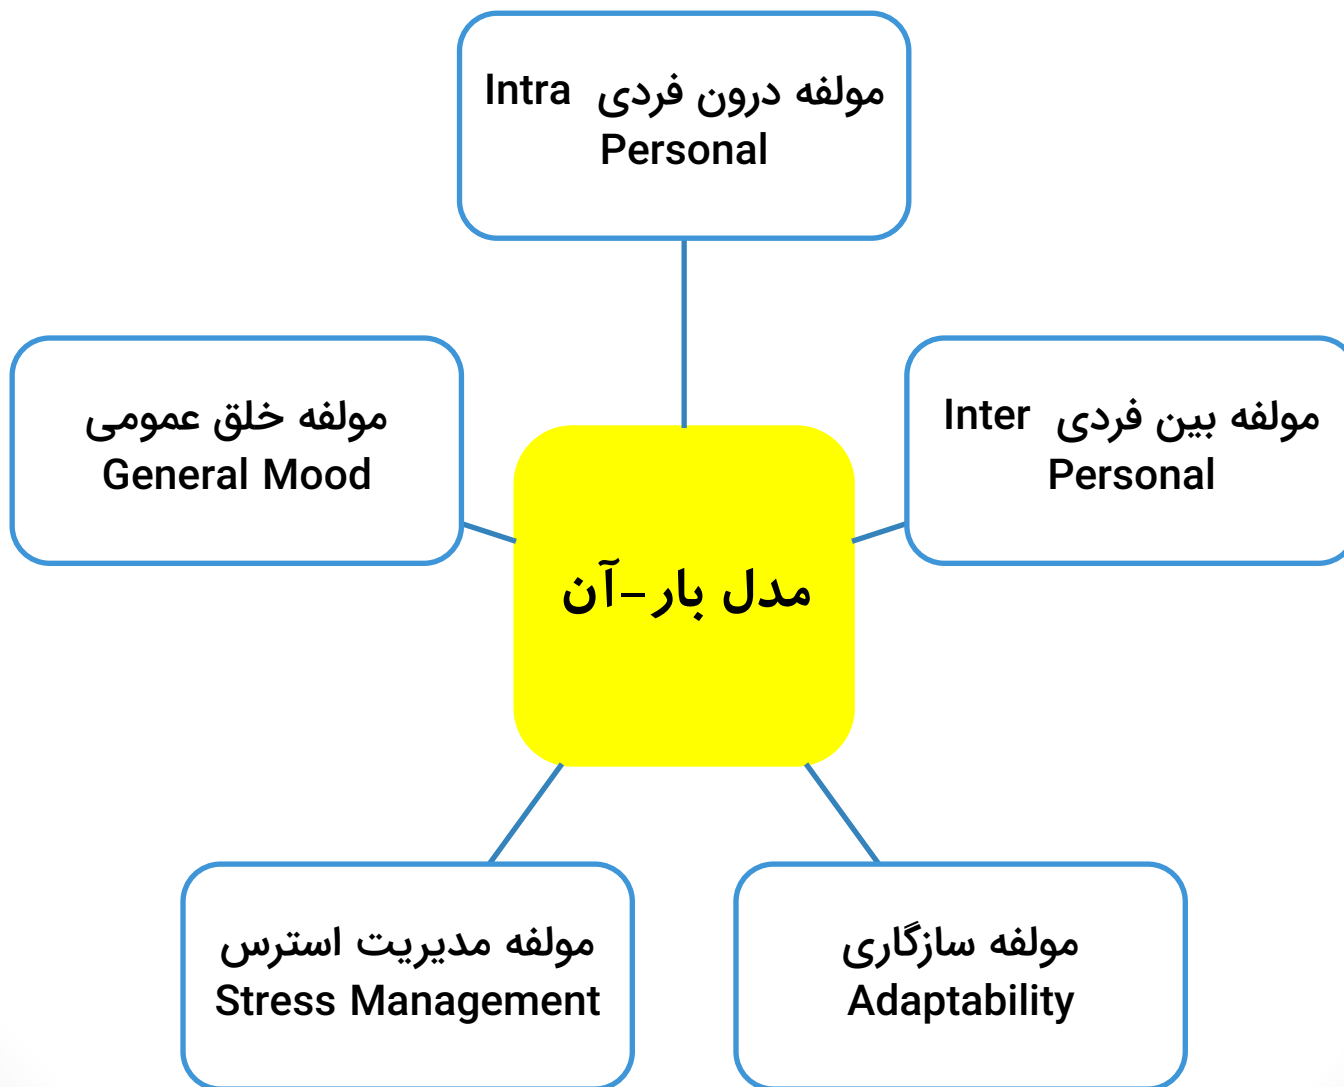 مولفه درون فردی Intra
Personal
مولفه خلق عمومی
General Mood
مولفه بین فردی Inter
Personal
مدل بار-آن
مولفه مدیریت استرس
Stress Management
مولفه سازگاری
Adaptability